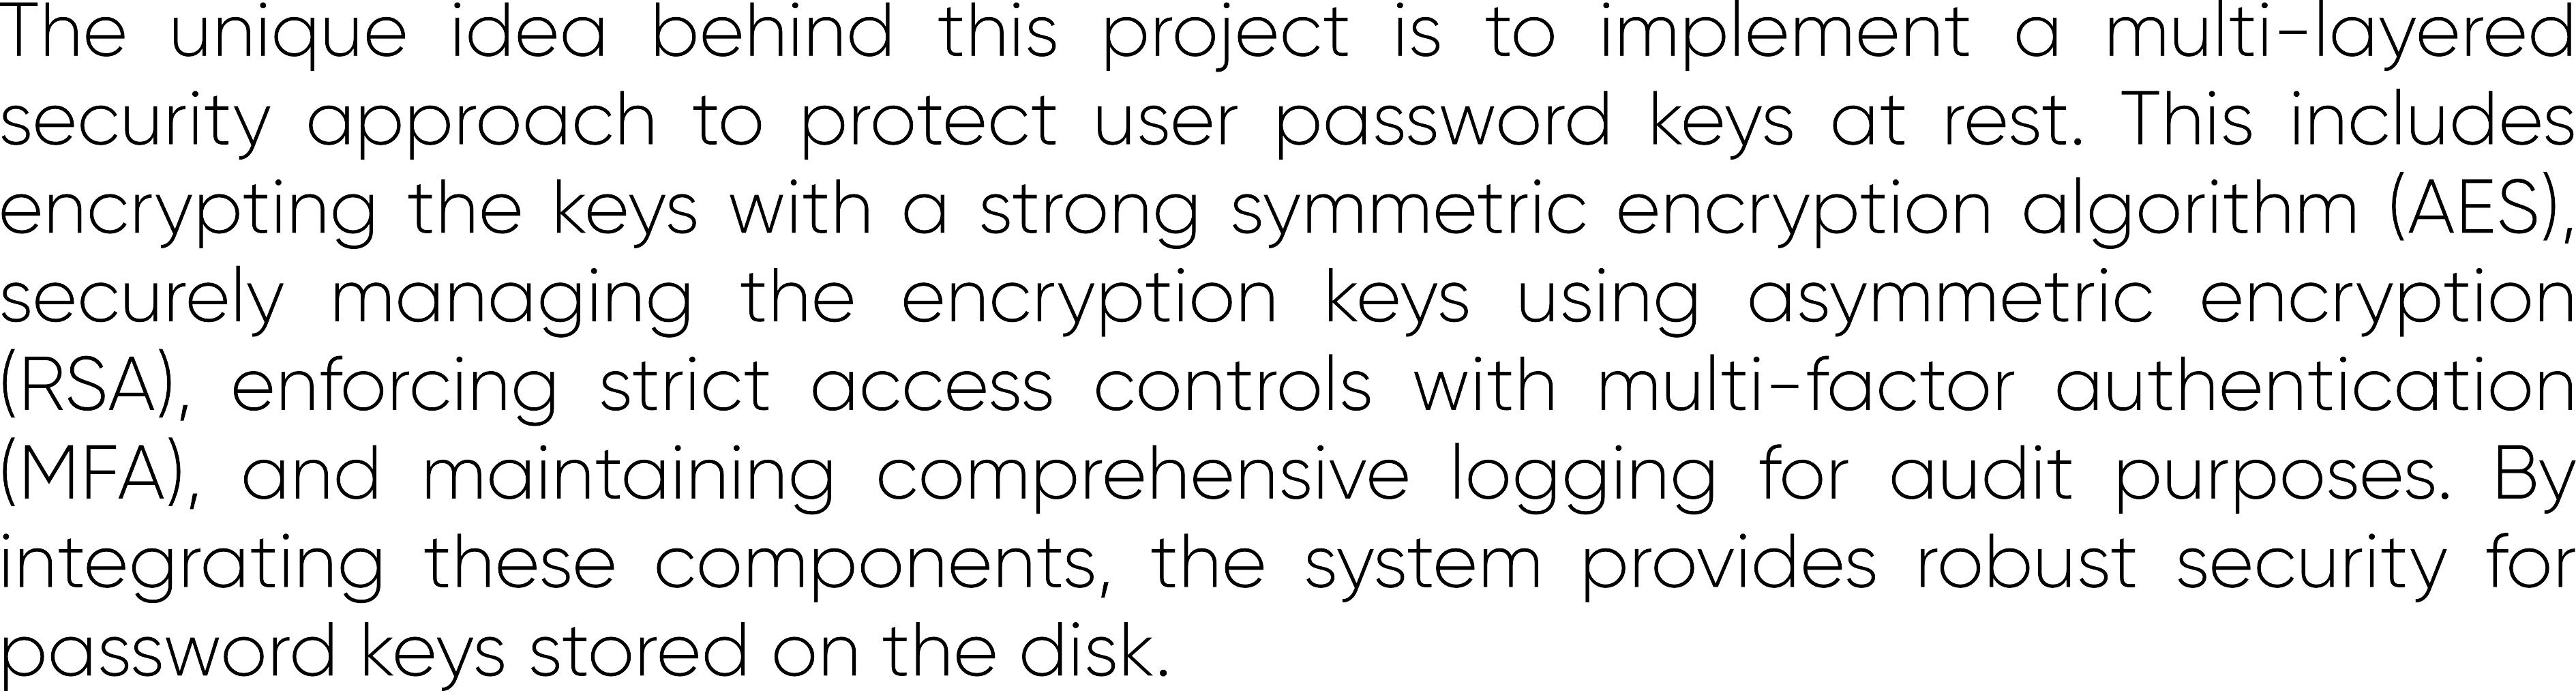 The unique idea behind this project is to implement a multi-layered
security approach to protect user password keys at rest. This includes
encrypting the keys with a strong symmetric encryption algorithm (AES),
securely managing the encryption keys using asymmetric encryption
(RSA), enforcing strict access controls with multi-factor authentication
(MFA), and maintaining comprehensive logging for audit purposes. By
integrating these components, the system provides robust security for
password keys stored on the disk.